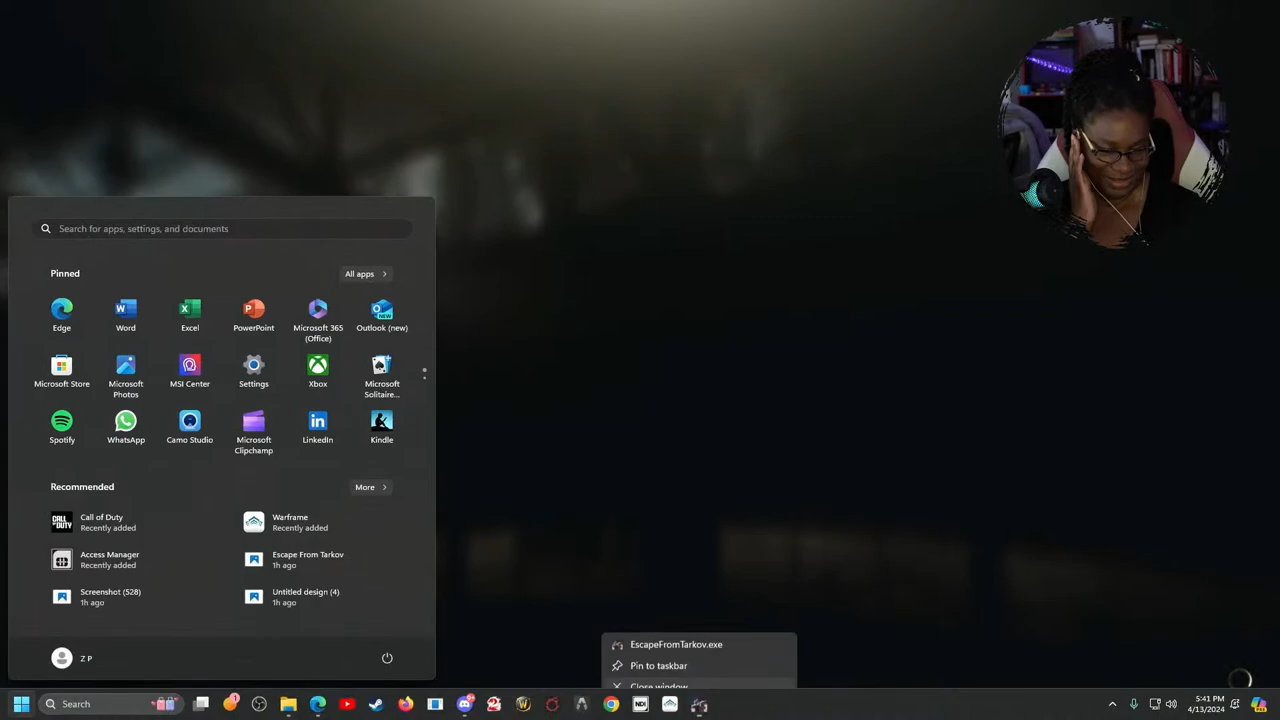 Search for apps, settings, and documents
Pinned
All apps
Edge
Word
Excel
PowerPoint
Microsoft 365
(Office)
Outlook (new)
Microsoft Store
Microsoft
Photos
MSI Center
Settings
Xbox
Microsoft
Solitaire...
Spotify
WhatsApp
Camo Studio
Microsoft
Clipchamp
LinkedIn
Kindle
Recommended
More
Call of Duty
Recently added
Warframe
Recently added
Access Manager
Recently added
Escape From Tarkov
1h ago
Screenshot (528)
1h ago
Untitled design (4)
1h ago
Z P
EscapeFromTarkov.exe
Pin to taskbar
Close window
Search
5:41 PM
4/13/2024